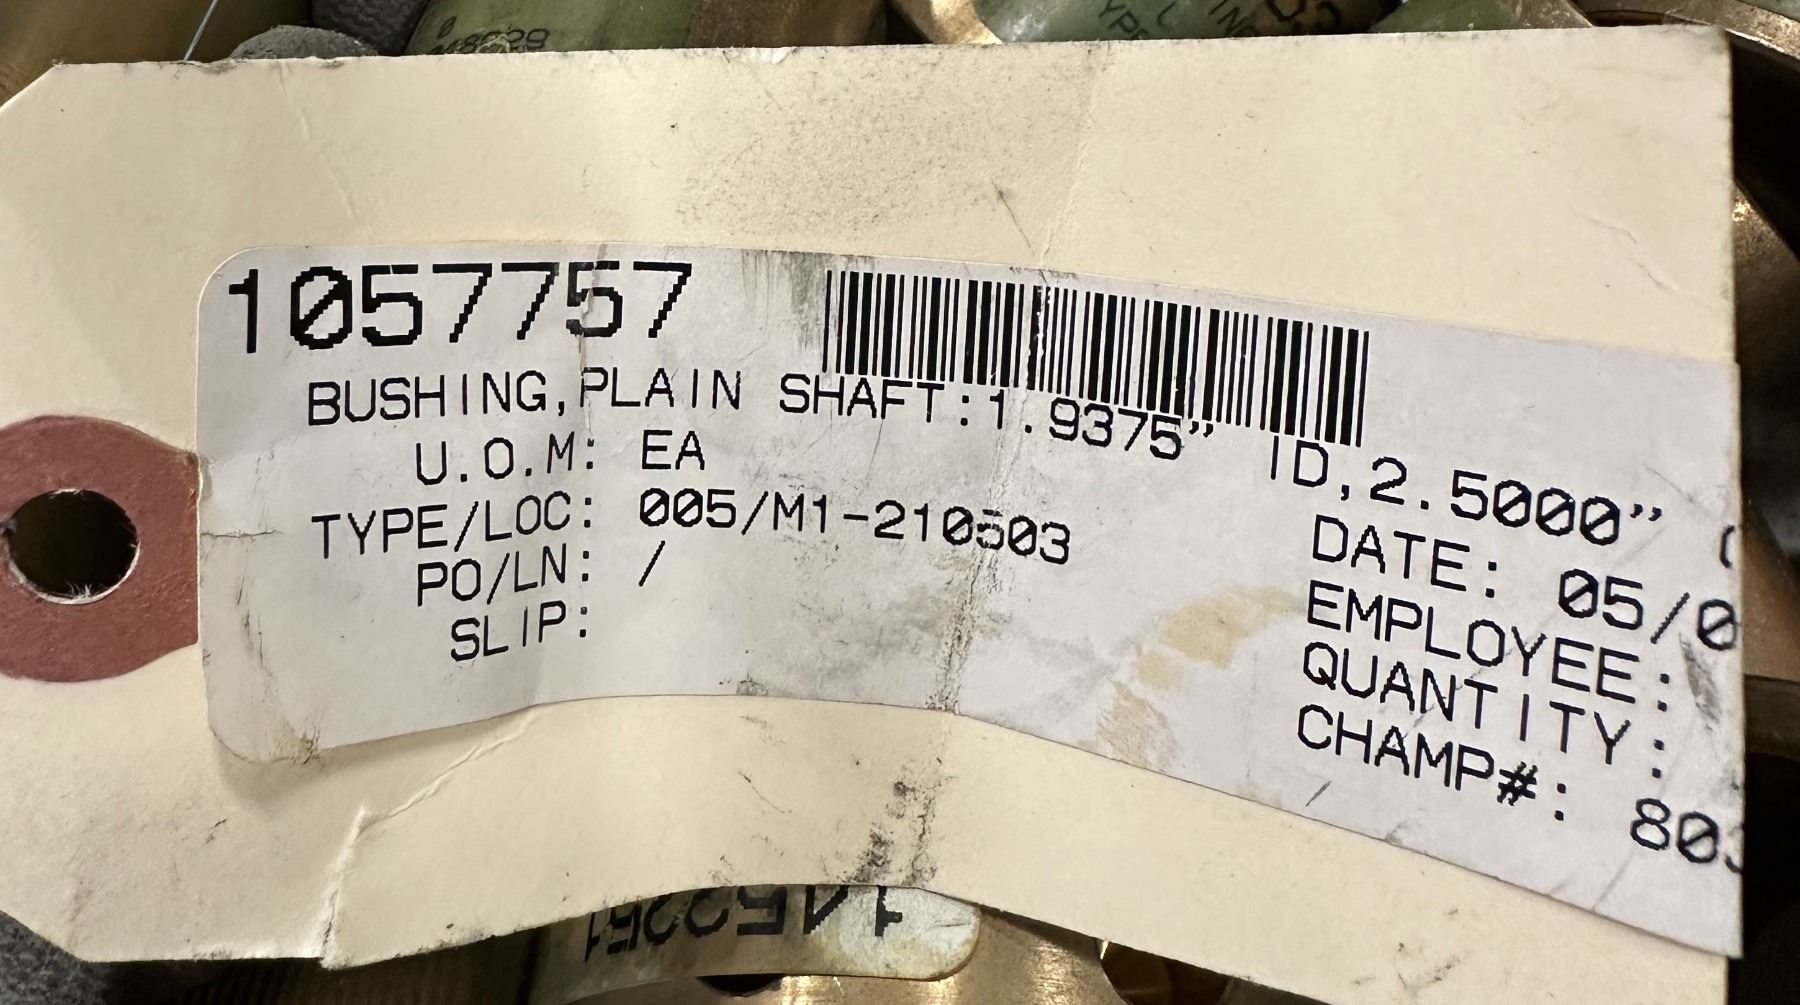 1057757
BUSHING,PLAIN SHAFT:1.9375" ID,2.5000"
U.O.M: EA
TYPE/LOC: 005/M1-210503
PO/LN: /
SLIP:
DATE: 05/0
EMPLOYEE:
QUANTITY:
CHAMP#: 80